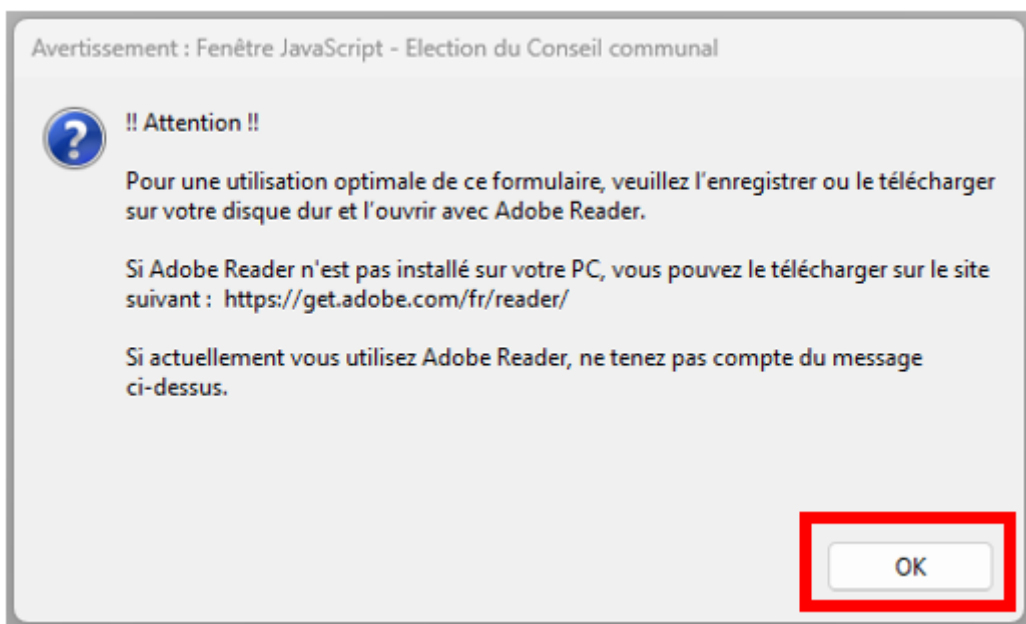 Avertissement : Fenêtre JavaScript - Election du Conseil communal
!! Attention !!
Pour une utilisation optimale de ce formulaire, veuillez l'enregistrer ou le télécharger
sur votre disque dur et l'ouvrir avec Adobe Reader.
Si Adobe Reader n'est pas installé sur votre PC, vous pouvez le télécharger sur le site
suivant :  https://get.adobe.com/fr/reader/
Si actuellement vous utilisez Adobe Reader, ne tenez pas compte du message
ci-dessus.
OK